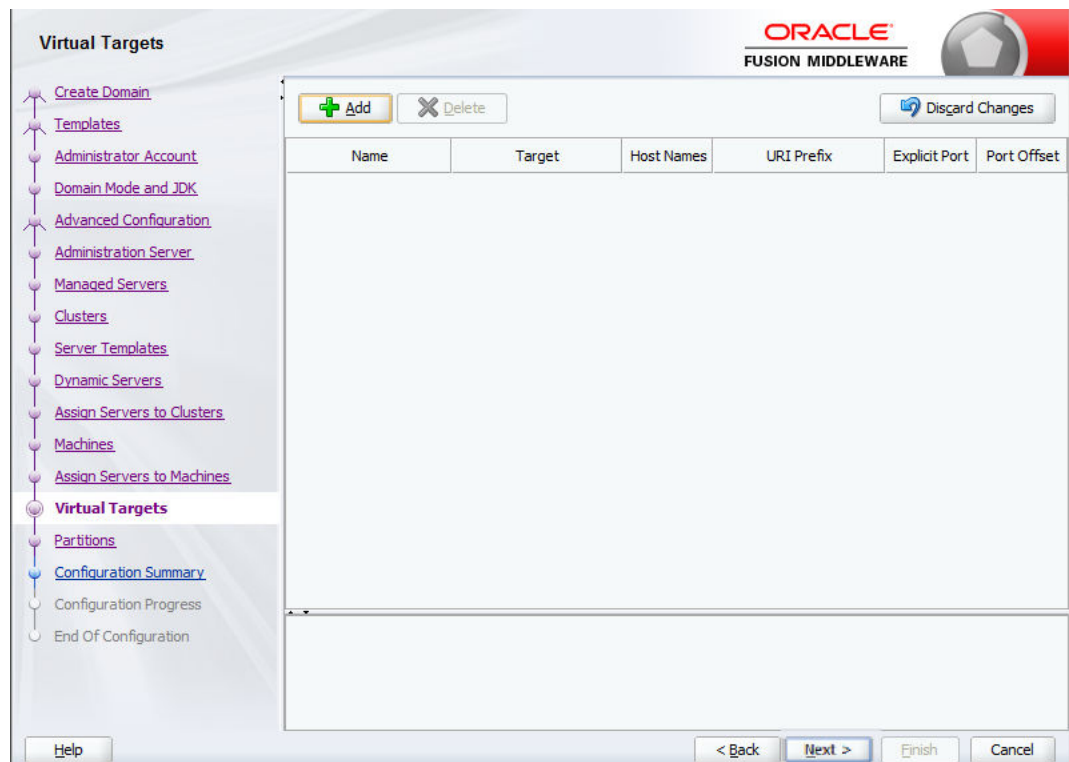 Virtual Targets
ORACLE
FUSION MIDDLEWARE
Create Domain
Templates
Administrator Account
Domain Mode and JDK
Advanced Configuration
Administration Server
Managed Servers
Clusters
Server Templates
Dynamic Servers
Assign Servers to Clusters
Machines
Assign Servers to Machines
Virtual Targets
Partitions
Configuration Summary
Configuration Progress
End Of Configuration
Add Delete Discard Changes
Name Target Host Names URI Prefix Explicit Port Port Offset
Help < Back Next > Finish Cancel